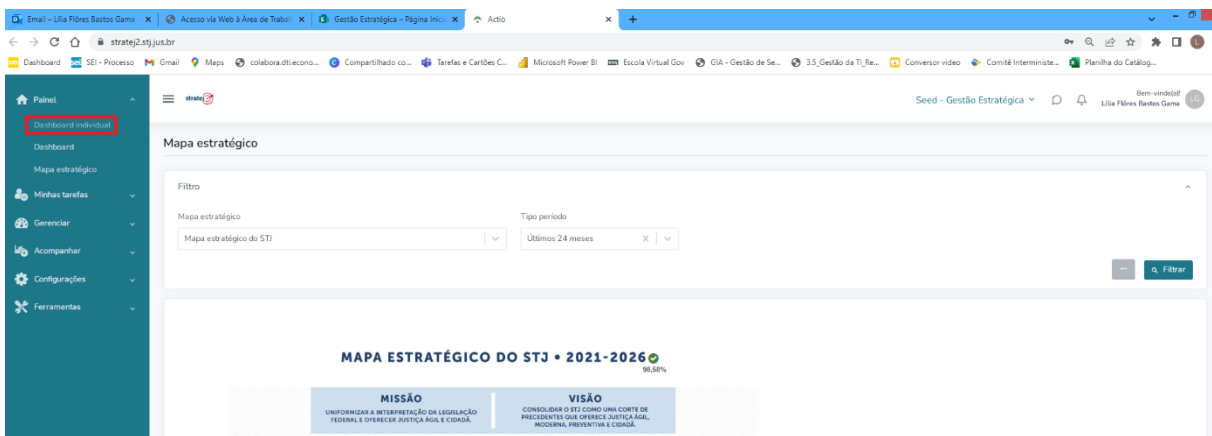 Email – Lília Flôres Bastos Gama
Acesso via Web à Área de Trabal
Gestão Estratégica – Página Inici
Actio
stratej2.stj.jus.br
Dashboard
SEI - Processo
Gmail
Maps
colabora.dti.econo...
Compartilhado co...
Tarefas e Cartões C...
Microsoft Power BI
Escola Virtual Gov
GIA - Gestão de Se...
3.5_Gestão da TI_Re...
Conversor video
Comitê Interministe...
Planilha do Catálog...
Painel
Dashboard individual
Dashboard
Mapa estratégico
Minhas tarefas
Gerenciar
Acompanhar
Configurações
Ferramentas
stratej
Seed - Gestão Estratégica
Bem-vindo(a)!
Lília Flôres Bastos Gama
LG
Mapa estratégico
Filtro
Mapa estratégico
Tipo período
Mapa estratégico do STJ
Últimos 24 meses
Filtrar
MAPA ESTRATÉGICO DO STJ • 2021-2026
98,58%
MISSÃO
UNIFORMIZAR A INTERPRETAÇÃO DA LEGISLAÇÃO
FEDERAL E OFERECER JUSTIÇA ÁGIL E CIDADÃ.
VISÃO
CONSOLIDAR O STJ COMO UMA CORTE DE
PRECEDENTES QUE OFERECE JUSTIÇA ÁGIL,
MODERNA, PREVENTIVA E CIDADÃ.